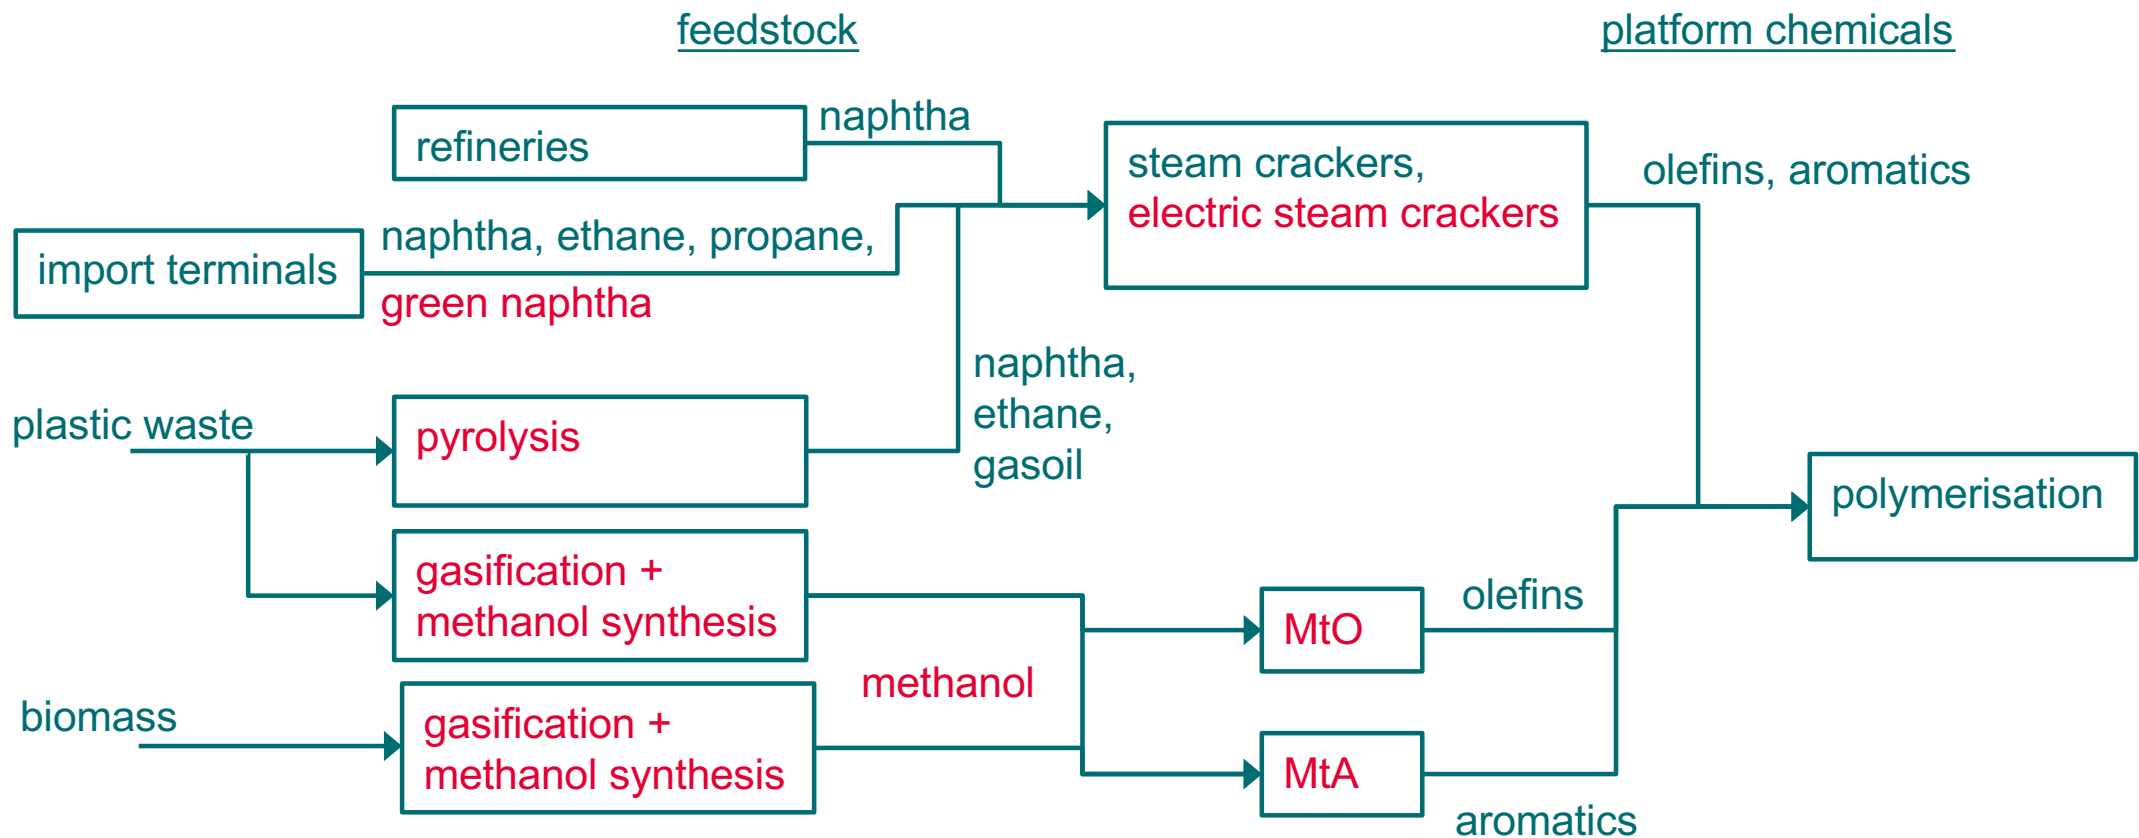 feedstock
platform chemicals
refineries
naphtha
steam crackers,
electric steam crackers
olefins, aromatics
import terminals
naphtha, ethane, propane,
green naphtha
plastic waste
pyrolysis
naphtha,
ethane,
gasoil
polymerisation
gasification +
methanol synthesis
MtO
olefins
methanol
biomass
gasification +
methanol synthesis
MtA
aromatics